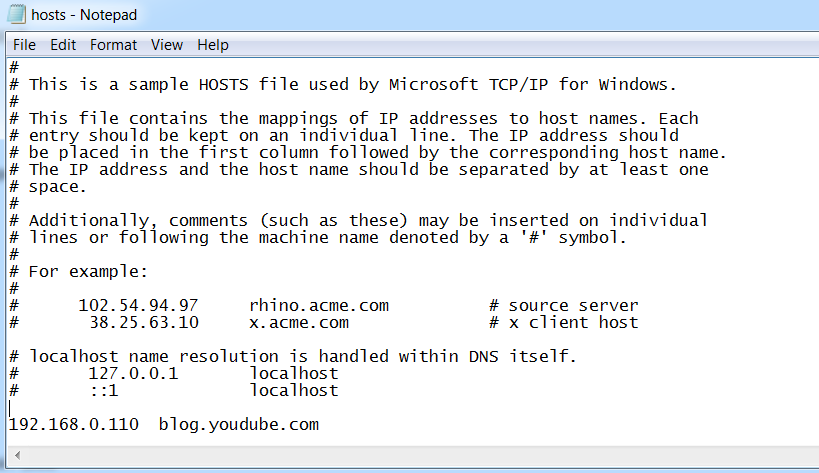 hosts - Notepad
File Edit Format View Help
#
# This is a sample HOSTS file used by Microsoft TCP/IP for Windows.
#
# This file contains the mappings of IP addresses to host names. Each
# entry should be kept on an individual line. The IP address should
# be placed in the first column followed by the corresponding host name.
# The IP address and the host name should be separated by at least one
# space.
#
# Additionally, comments (such as these) may be inserted on individual
# lines or following the machine name denoted by a '#' symbol.
#
# For example:
#
#      102.54.94.97     rhino.acme.com          # source server
#       38.25.63.10     x.acme.com              # x client host

# localhost name resolution is handled within DNS itself.
#       127.0.0.1       localhost
#       ::1             localhost

192.168.0.110  blog.youdube.com